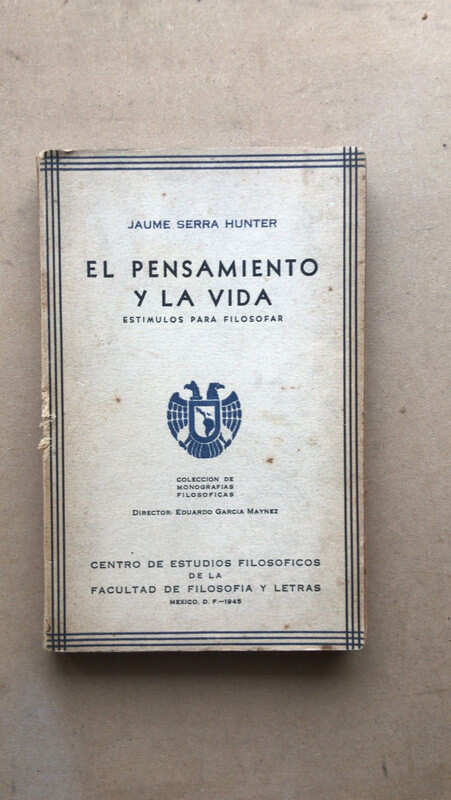 JAUME SERRA HUNTER
EL PENSAMIENTO
Y LA VIDA
ESTIMULOS PARA FILOSOFAR
COLECCION DE
MONOGRAFIAS
FILOSOFICAS
DIRECTOR: EDUARDO GARCIA MAYNEZ
CENTRO DE ESTUDIOS FILOSOFICOS
DE LA
FACULTAD DE FILOSOFIA Y LETRAS
MEXICO, D. F.—1945